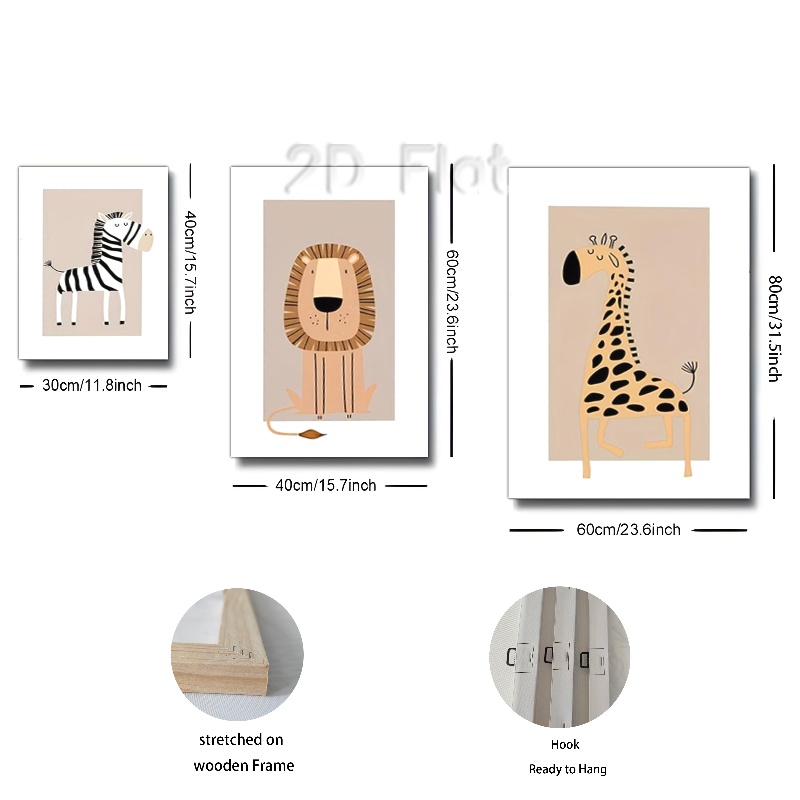 2D Flat
40cm/15.7inch
30cm/11.8inch
60cm/23.6inch
40cm/15.7inch
80cm/31.5inch
60cm/23.6inch
stretched on
wooden Frame
Hook
Ready to Hang